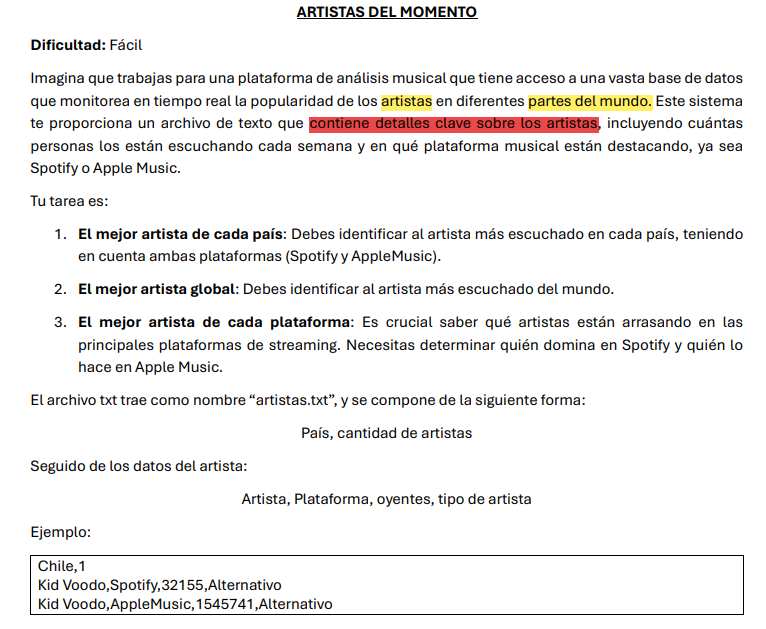 ARTISTAS DEL MOMENTO
Dificultad: Fácil
Imagina que trabajas para una plataforma de análisis musical que tiene acceso a una vasta base de datos
que monitorea en tiempo real la popularidad de los artistas en diferentes partes del mundo. Este sistema
te proporciona un archivo de texto que contiene detalles clave sobre los artistas, incluyendo cuántas
personas los están escuchando cada semana y en qué plataforma musical están destacando, ya sea
Spotify o Apple Music.
Tu tarea es:
1. El mejor artista de cada país: Debes identificar al artista más escuchado en cada país, teniendo
en cuenta ambas plataformas (Spotify y AppleMusic).
2. El mejor artista global: Debes identificar al artista más escuchado del mundo.
3. El mejor artista de cada plataforma: Es crucial saber qué artistas están arrasando en las
principales plataformas de streaming. Necesitas determinar quién domina en Spotify y quién lo
hace en Apple Music.
El archivo txt trae como nombre “artistas.txt”, y se compone de la siguiente forma:
País, cantidad de artistas
Seguido de los datos del artista:
Artista, Plataforma, oyentes, tipo de artista
Ejemplo:
Chile,1
Kid Voodo,Spotify,32155,Alternativo
Kid Voodo,AppleMusic,1545741,Alternativo